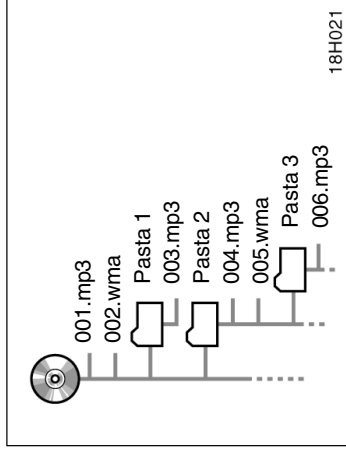 001.mp3
002.wma
Pasta 1
003.mp3
Pasta 2
004.mp3
005.wma
Pasta 3
006.mp3
18H021